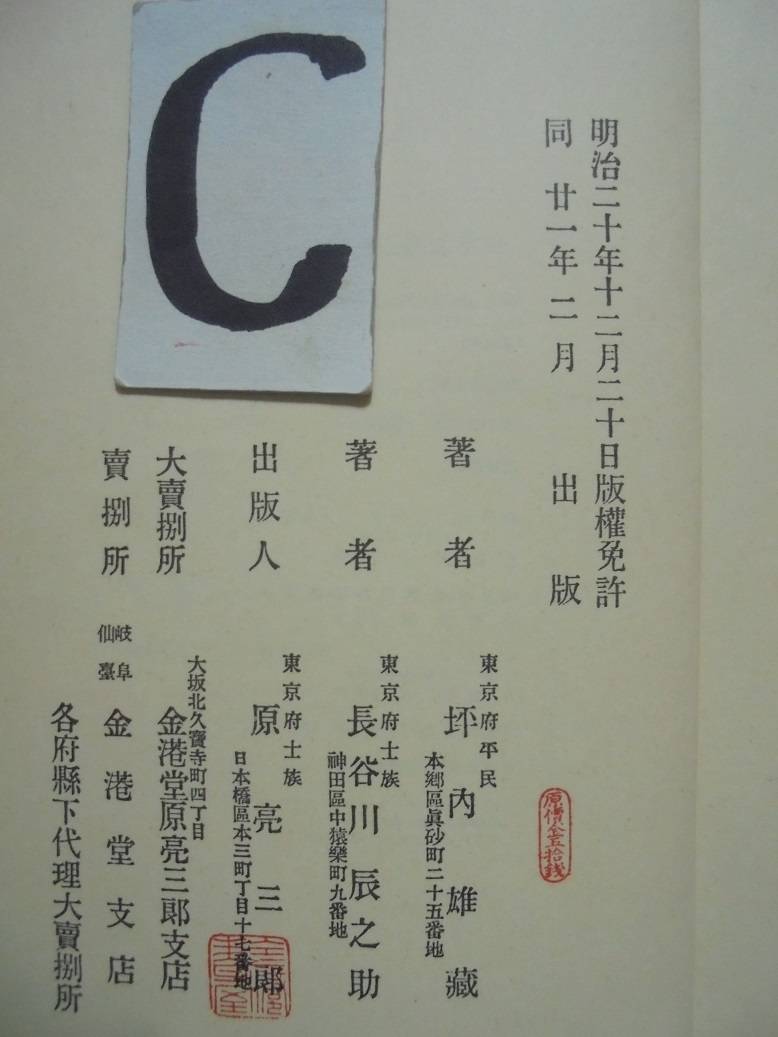 明治二十年十二月二十日版權免許
同廿一年二月出版
原價金五拾錢
東京府平民
著者 坪內雄藏
本鄕區眞砂町二十五番地
東京府士族
著者 長谷川辰之助
神田區中猿樂町九番地
東京府士族
出版人 原亮三郎
日本橋區本三町丁目十七番地
大坂北久寶寺町四丁目
大賣捌所 金港堂原亮三郎支店
賣捌所 岐阜 仙臺 金港堂支店
各府縣下代理大賣捌所
C